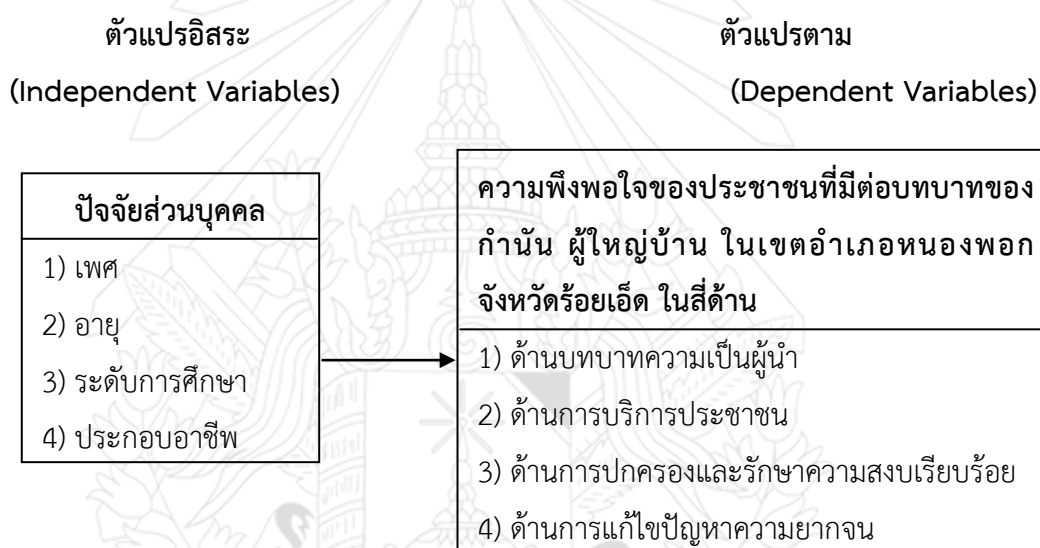 ตัวแปรอิสระ
(Independent Variables)
ตัวแปรตาม
(Dependent Variables)
ปัจจัยส่วนบุคคล
1) เพศ
2) อายุ
3) ระดับการศึกษา
4) ประกอบอาชีพ
ความพึงพอใจของประชาชนที่มีต่อบทบาทของ
กำนัน ผู้ใหญ่บ้าน ในเขตอำเภอหนองพอก
จังหวัดร้อยเอ็ด ในสี่ด้าน
1) ด้านบทบาทความเป็นผู้นำ
2) ด้านการบริการประชาชน
3) ด้านการปกครองและรักษาความสงบเรียบร้อย
4) ด้านการแก้ไขปัญหาความยากจน